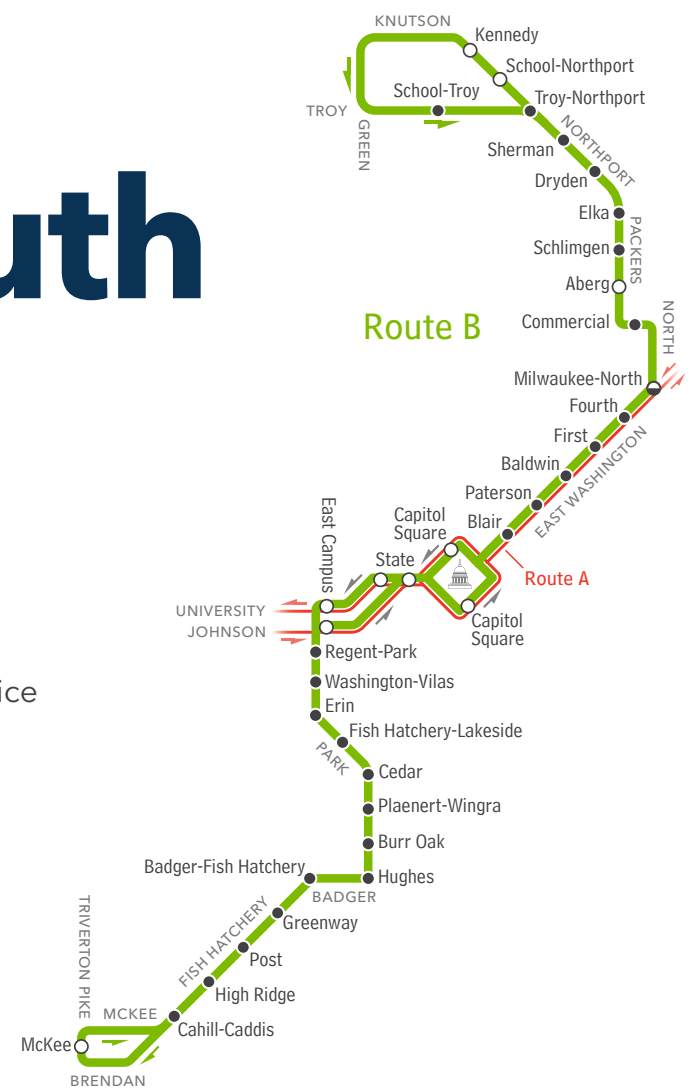 KNUTSON
Kennedy
School-Northport
School-Troy
Troy-Northport
TROY
GREEN
NORTHPORT
Sherman
Dryden
uth
Elka
PACKERS
Schlimgen
Aberg
Route B
Commercial
NORTH
Milwaukee-North
Fourth
First
EAST WASHINGTON
Baldwin
Paterson
Blair
Capitol
Square
East Campus
State
Route A
UNIVERSITY
JOHNSON
Capitol
Square
Regent-Park
ice
Washington-Vilas
Erin
Fish Hatchery-Lakeside
PARK
Cedar
Plaenert-Wingra
Burr Oak
Badger-Fish Hatchery
Hughes
BADGER
FISH HATCHERY
Greenway
TRIVERTON PIKE
Post
High Ridge
MCKEE
Cahill-Caddis
McKee
BRENDAN